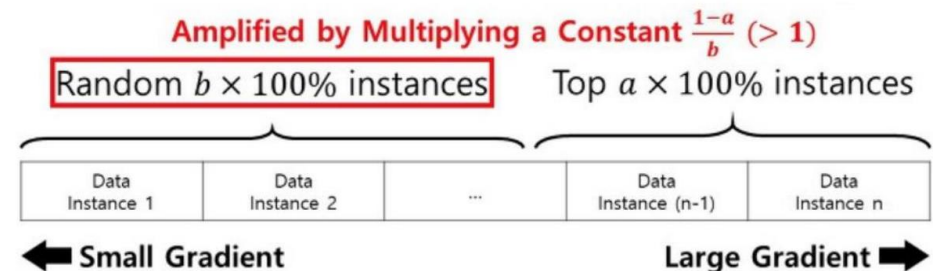 Amplified by Multiplying a Constant \frac{1-a}{b} (> 1)
Random b × 100% instances
Top a × 100% instances
Data
Instance 1
Data
Instance 2
...
Data
Instance (n-1)
Data
Instance n
Small Gradient
Large Gradient